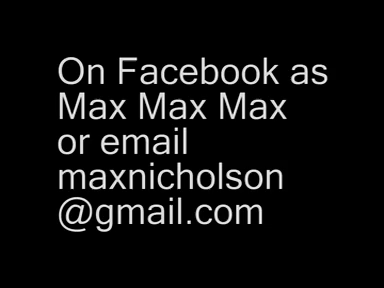 On Facebook as
Max Max Max
or email
maxnicholson
@gmail.com